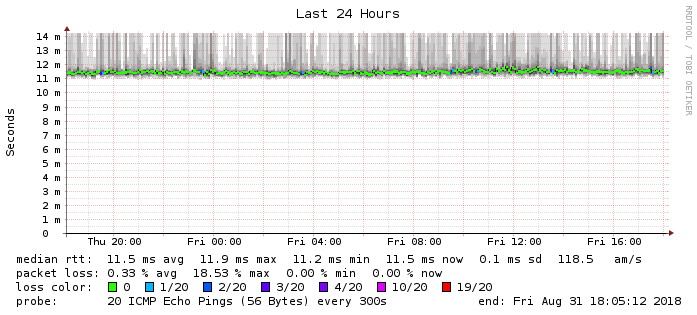 Last 24 Hours
RRDTOOL / TOBI OETIKER
Seconds
14 m
13 m
12 m
11 m
10 m
9 m
8 m
7 m
6 m
5 m
4 m
3 m
2 m
1 m
0
Thu 20:00 Fri 00:00 Fri 04:00 Fri 08:00 Fri 12:00 Fri 16:00
median rtt: 11.5 ms avg 11.9 ms max 11.2 ms min 11.5 ms now 0.1 ms sd 118.5 am/s
packet loss: 0.33 % avg 18.53 % max 0.00 % min 0.00 % now
loss color: 0 1/20 2/20 3/20 4/20 10/20 19/20
probe: 20 ICMP Echo Pings (56 Bytes) every 300s end: Fri Aug 31 18:05:12 2018